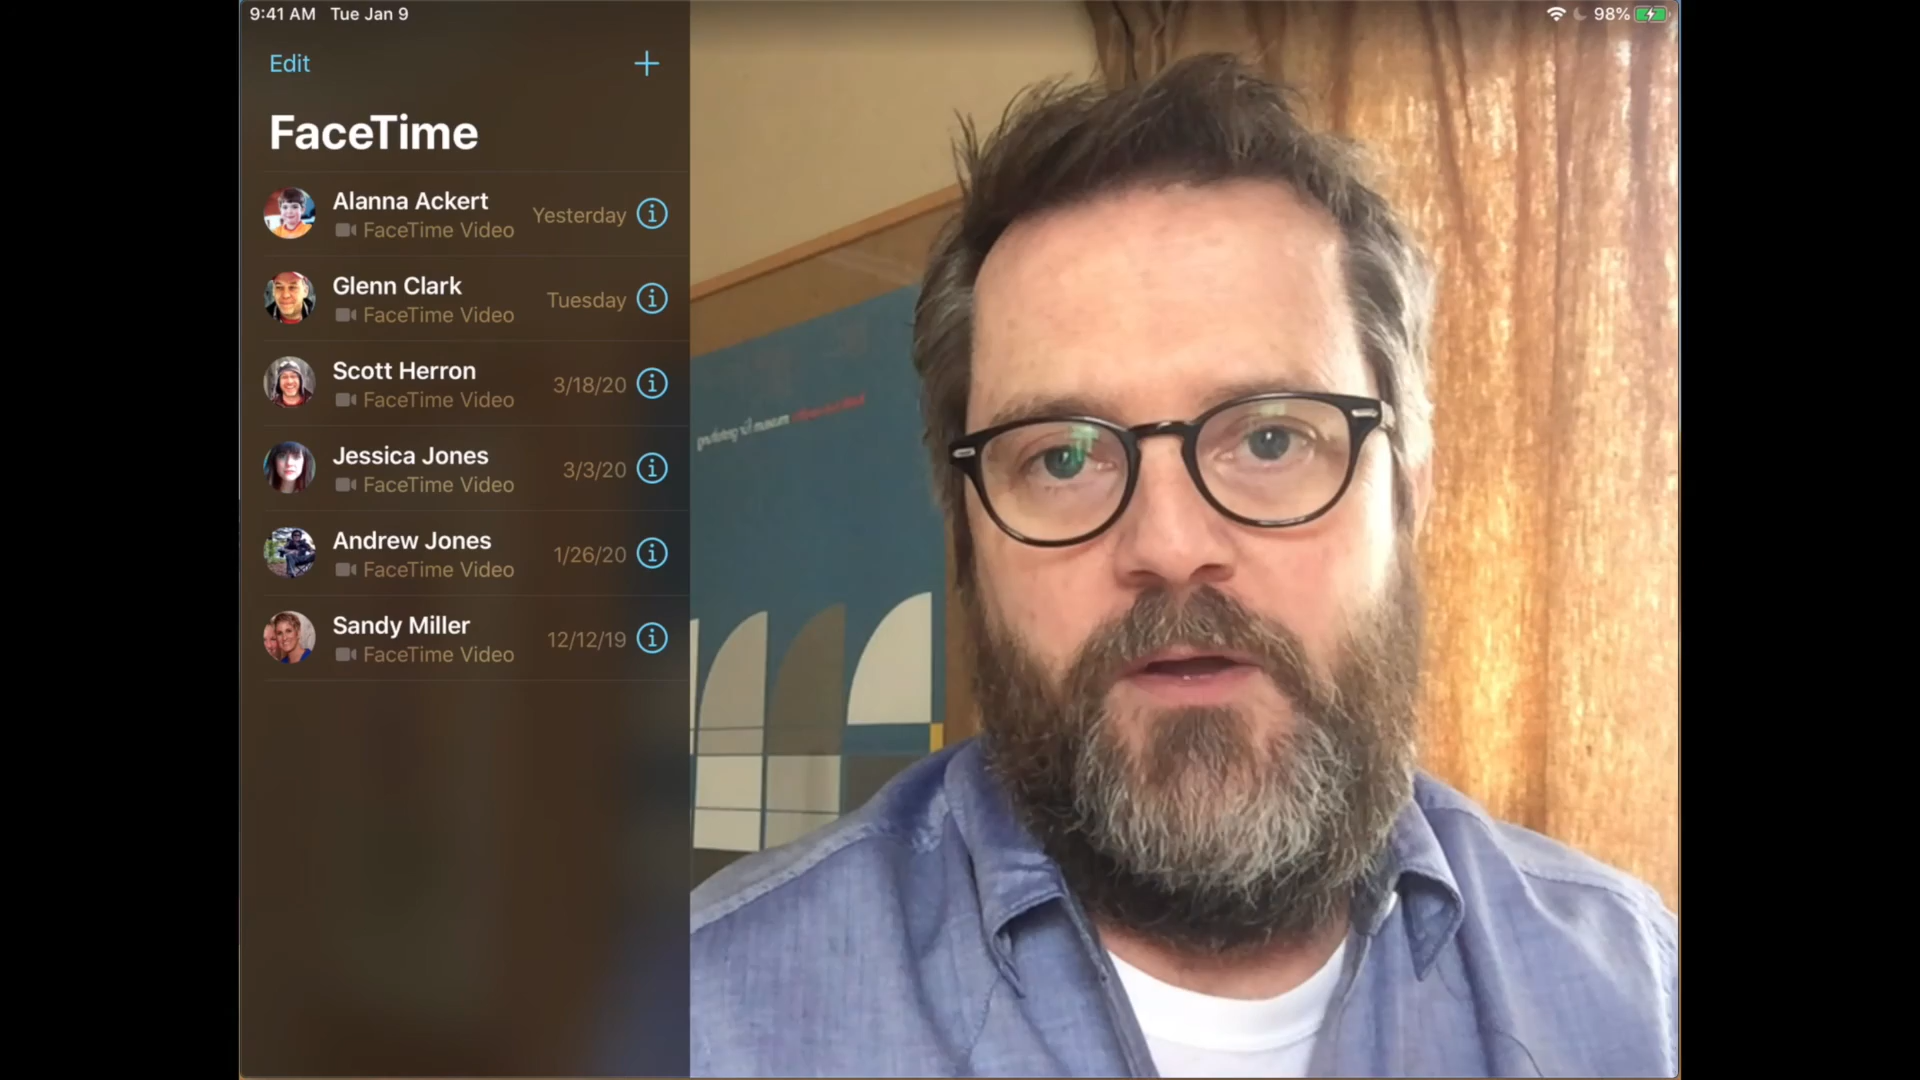 9:41 AM Tue Jan 9
98%
Edit
FaceTime
Alanna Ackert
FaceTime Video
Yesterday
Glenn Clark
FaceTime Video
Tuesday
Scott Herron
FaceTime Video
3/18/20
Jessica Jones
FaceTime Video
3/3/20
Andrew Jones
FaceTime Video
1/26/20
Sandy Miller
FaceTime Video
12/12/19